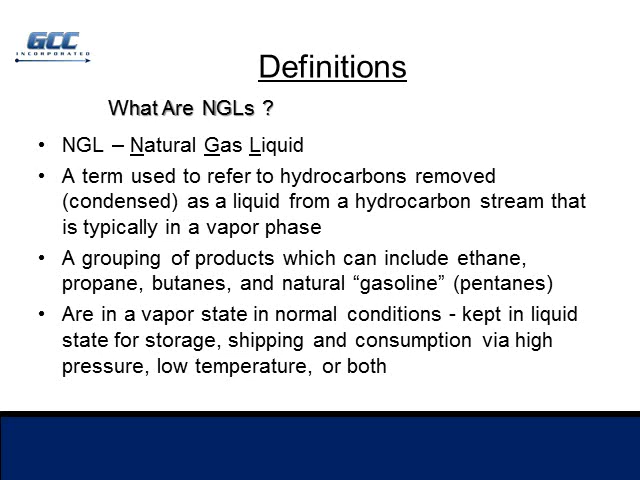 GCC
INCORPORATED
Definitions
What Are NGLs ?
• NGL – Natural Gas Liquid
• A term used to refer to hydrocarbons removed
(condensed) as a liquid from a hydrocarbon stream that
is typically in a vapor phase
• A grouping of products which can include ethane,
propane, butanes, and natural “gasoline” (pentanes)
• Are in a vapor state in normal conditions - kept in liquid
state for storage, shipping and consumption via high
pressure, low temperature, or both